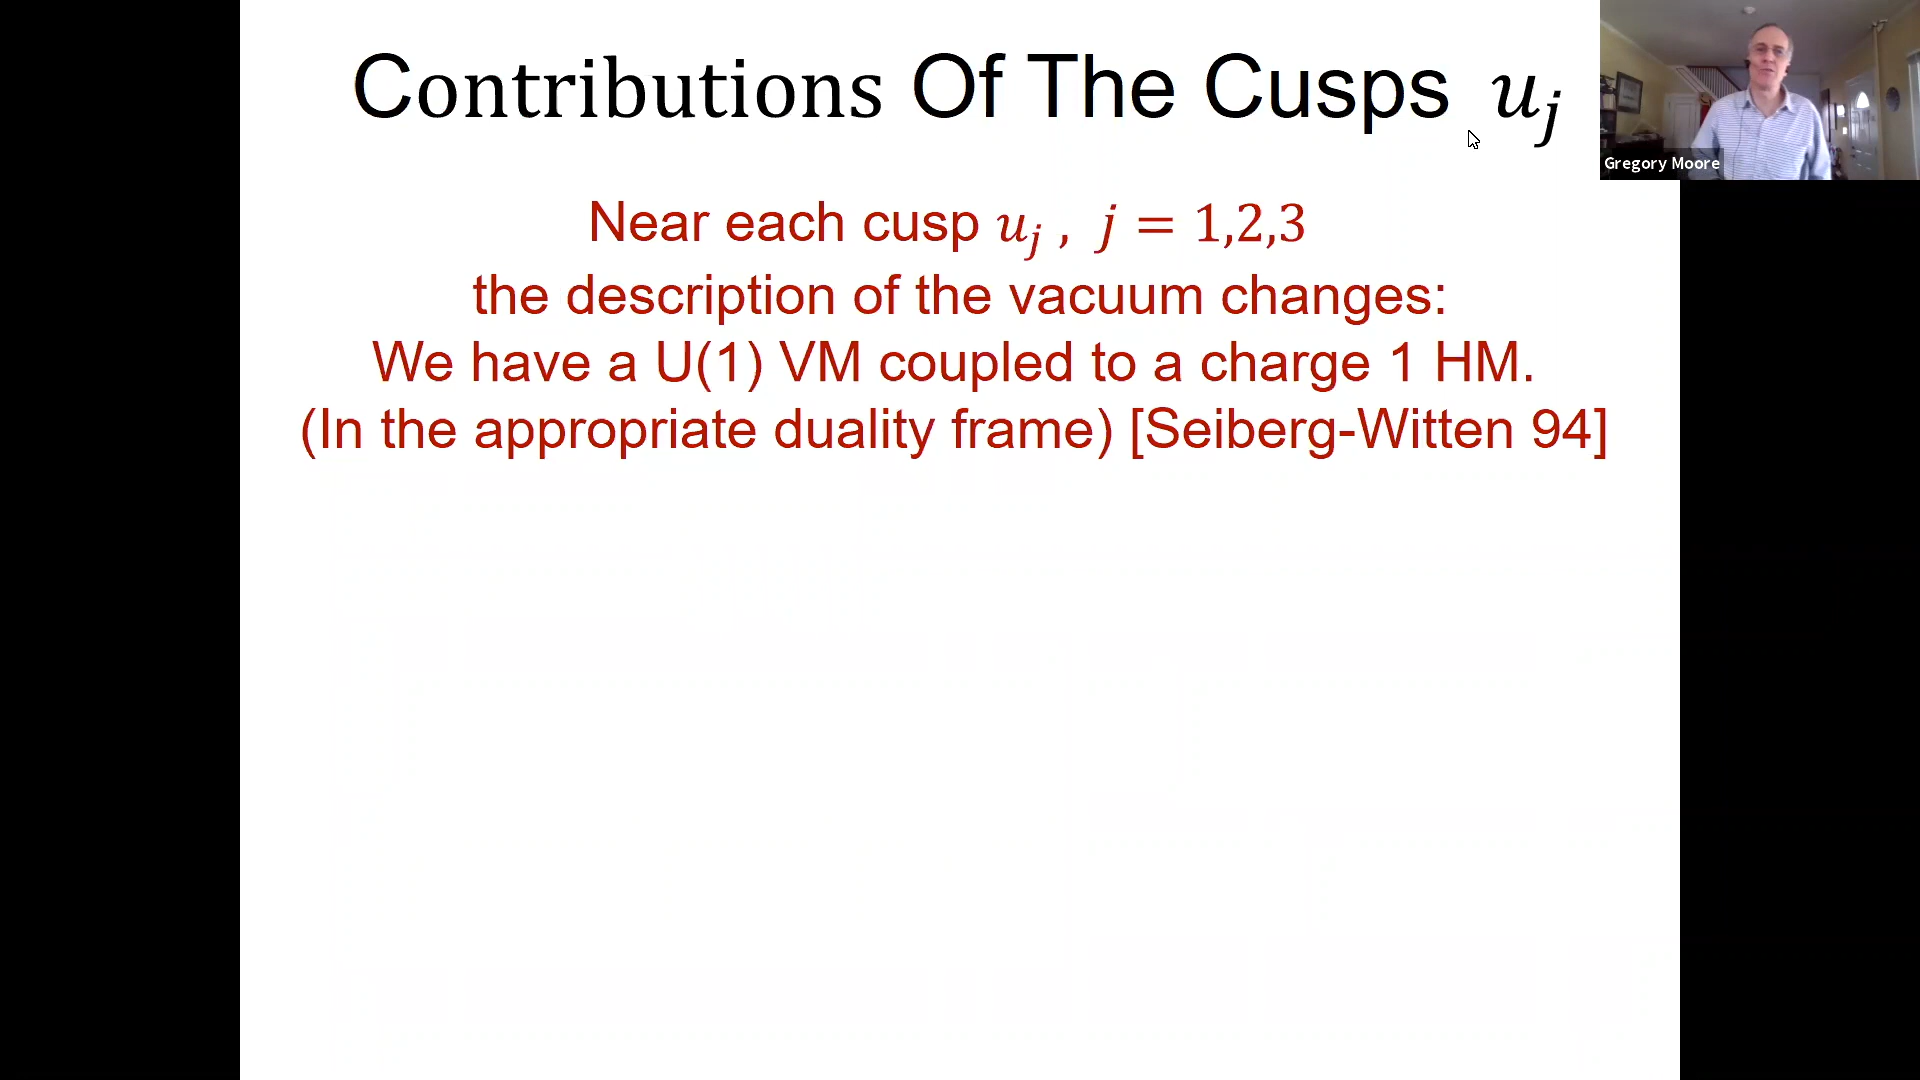 Contributions Of The Cusps u_j
Gregory Moore
Near each cusp u_j , j = 1,2,3
the description of the vacuum changes:
We have a U(1) VM coupled to a charge 1 HM.
(In the appropriate duality frame) [Seiberg-Witten 94]